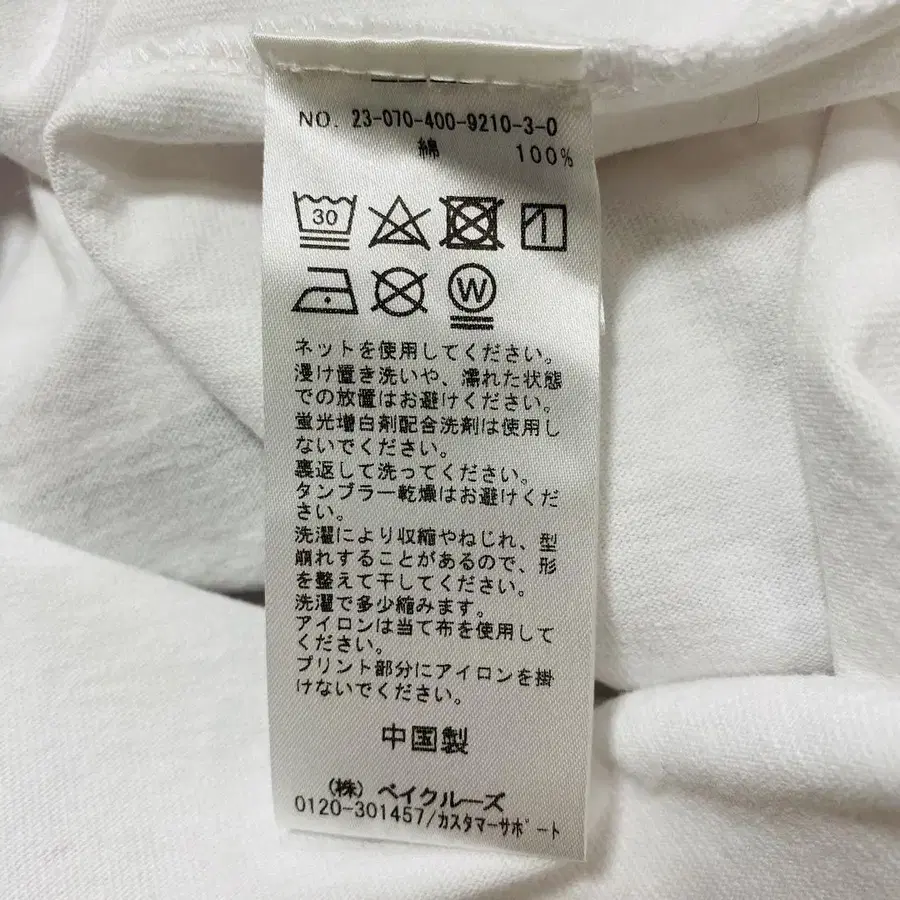 NO. 23-070-400-9210-3-0
綿 100%
30
W
ネットを使用してください。
浸け置き洗いや、濡れた状態
での放置はお避けください。
蛍光増白剤配合洗剤は使用し
ないでください。
裏返して洗ってください。
タンブラー乾燥はお避けくだ
さい。
洗濯により収縮やねじれ、型
崩れすることがあるので、形
を整えて干してください。
洗濯で多少縮みます。
アイロンは当て布を使用して
ください。
プリント部分にアイロンを掛
けないでください。
中国製
(株) ベイクルーズ
0120-301457/カスタマーサポート